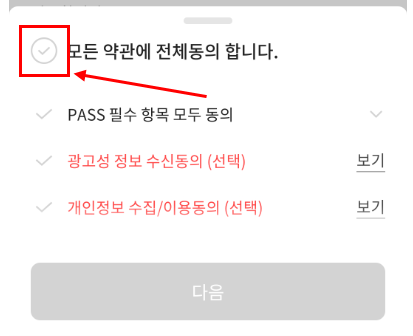 모든 약관에 전체동의 합니다.
PASS 필수 항목 모두 동의
광고성 정보 수신동의 (선택) 보기
개인정보 수집/이용동의 (선택) 보기
다음